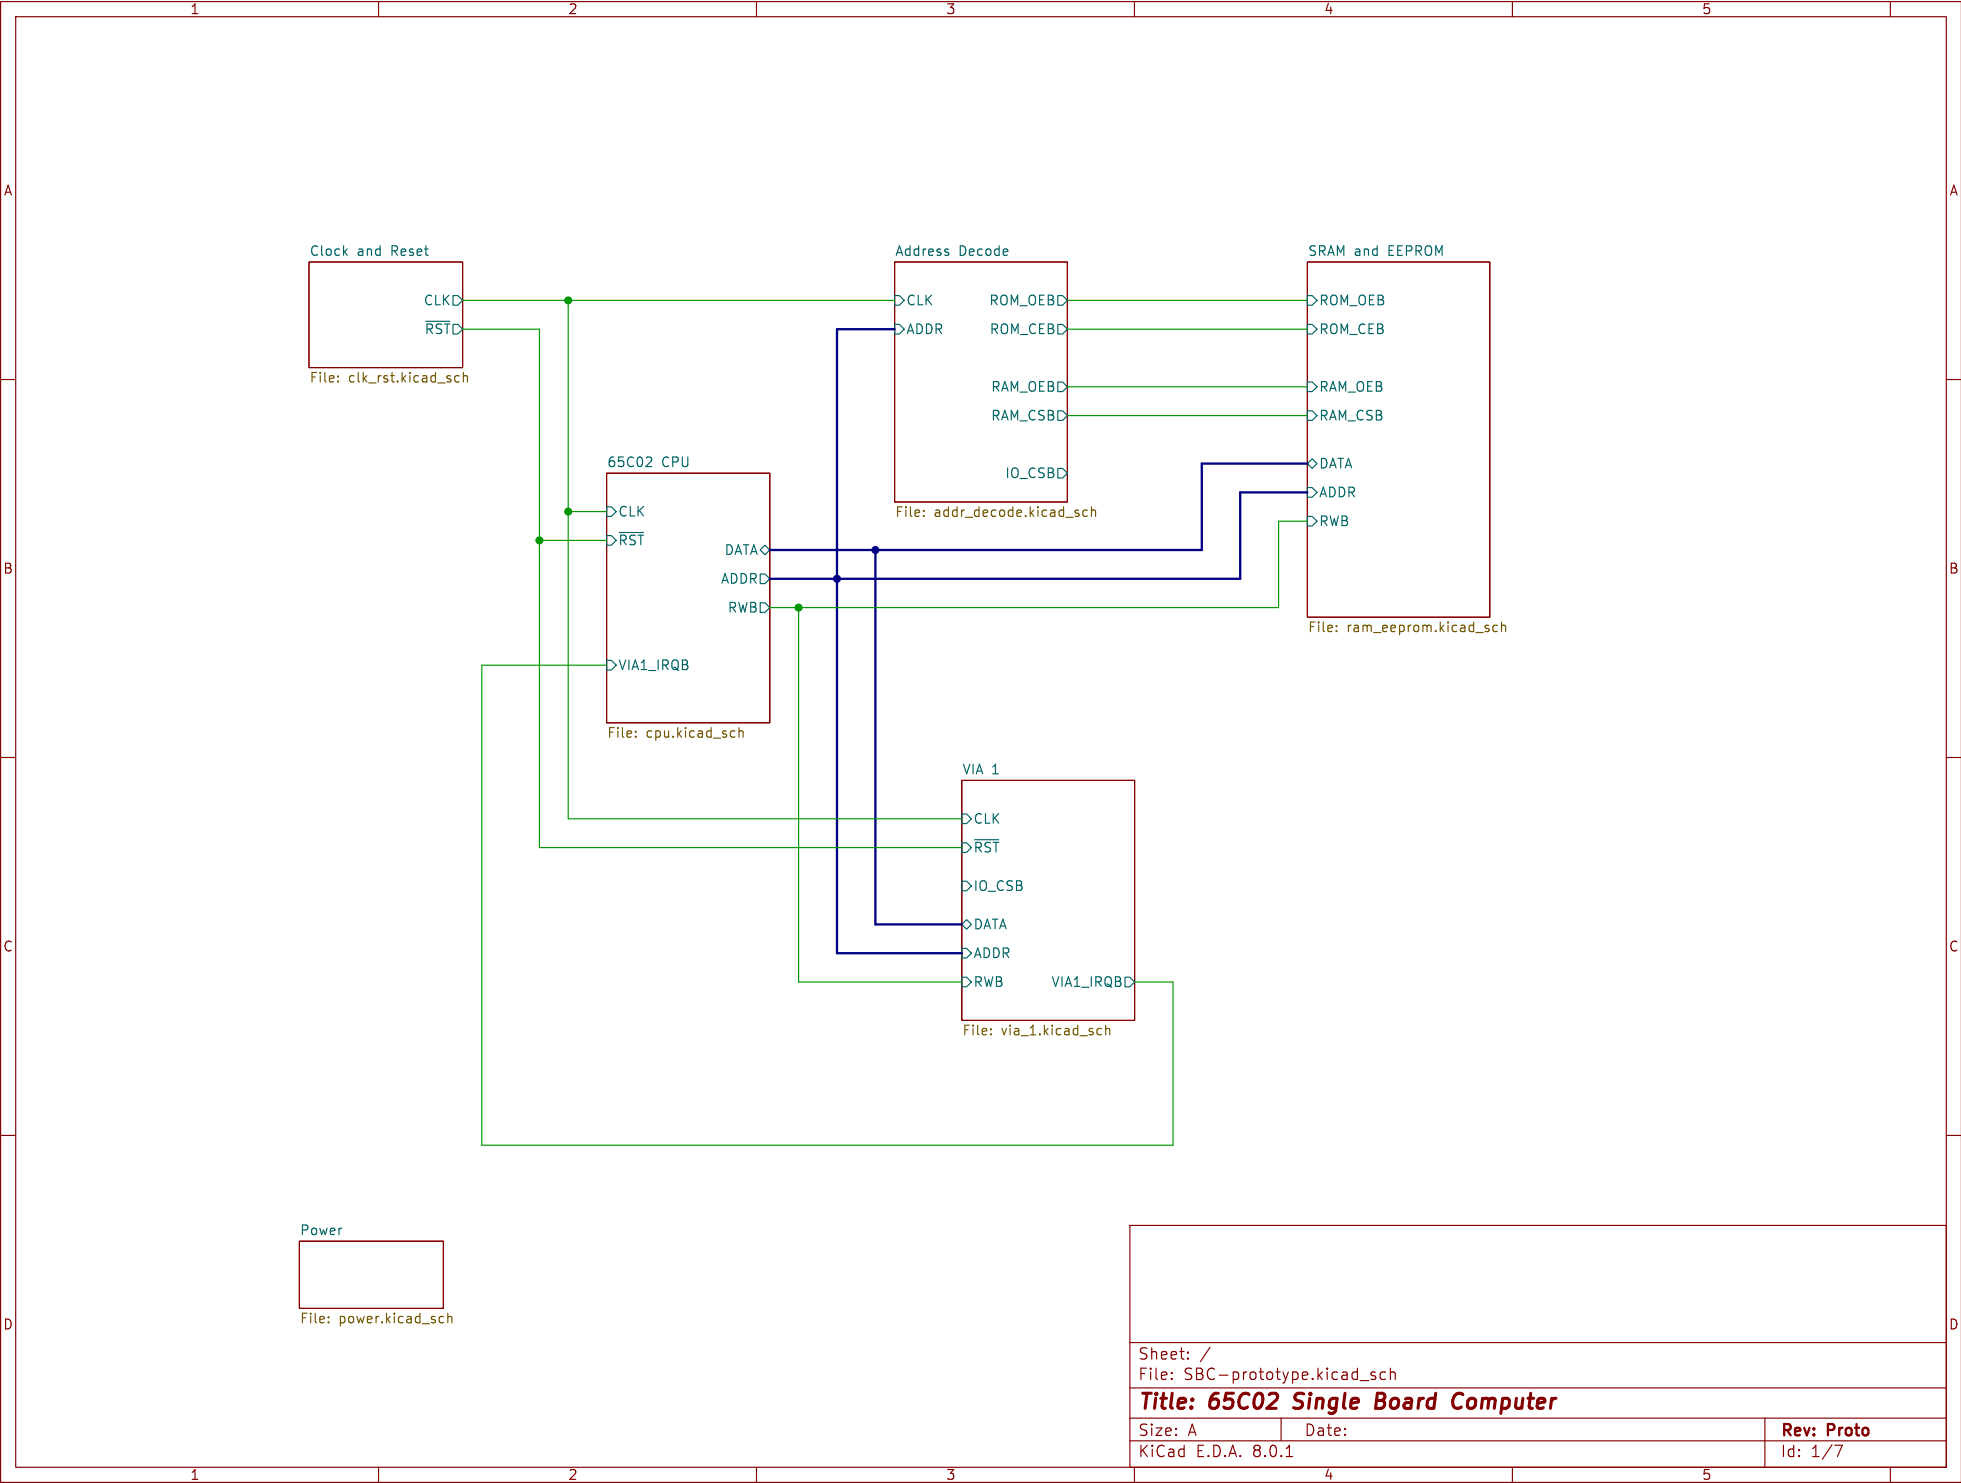 1 2 3 4 5
A A
B B
C C
D D
Clock and Reset
CLK
RST
File: clk_rst.kicad_sch
Address Decode
CLK
ADDR
ROM_OEB
ROM_CEB
RAM_OEB
RAM_CSB
IO_CSB
File: addr_decode.kicad_sch
SRAM and EEPROM
ROM_OEB
ROM_CEB
RAM_OEB
RAM_CSB
DATA
ADDR
RWB
File: ram_eeprom.kicad_sch
65C02 CPU
CLK
RST
DATA
ADDR
RWB
VIA1_IRQB
File: cpu.kicad_sch
VIA 1
CLK
RST
IO_CSB
DATA
ADDR
RWB
VIA1_IRQB
File: via_1.kicad_sch
Power
File: power.kicad_sch
Sheet: /
File: SBC-prototype.kicad_sch
Title: 65C02 Single Board Computer
Size: A Date: Rev: Proto
KiCad E.D.A. 8.0.1 Id: 1/7
1 2 3 4 5